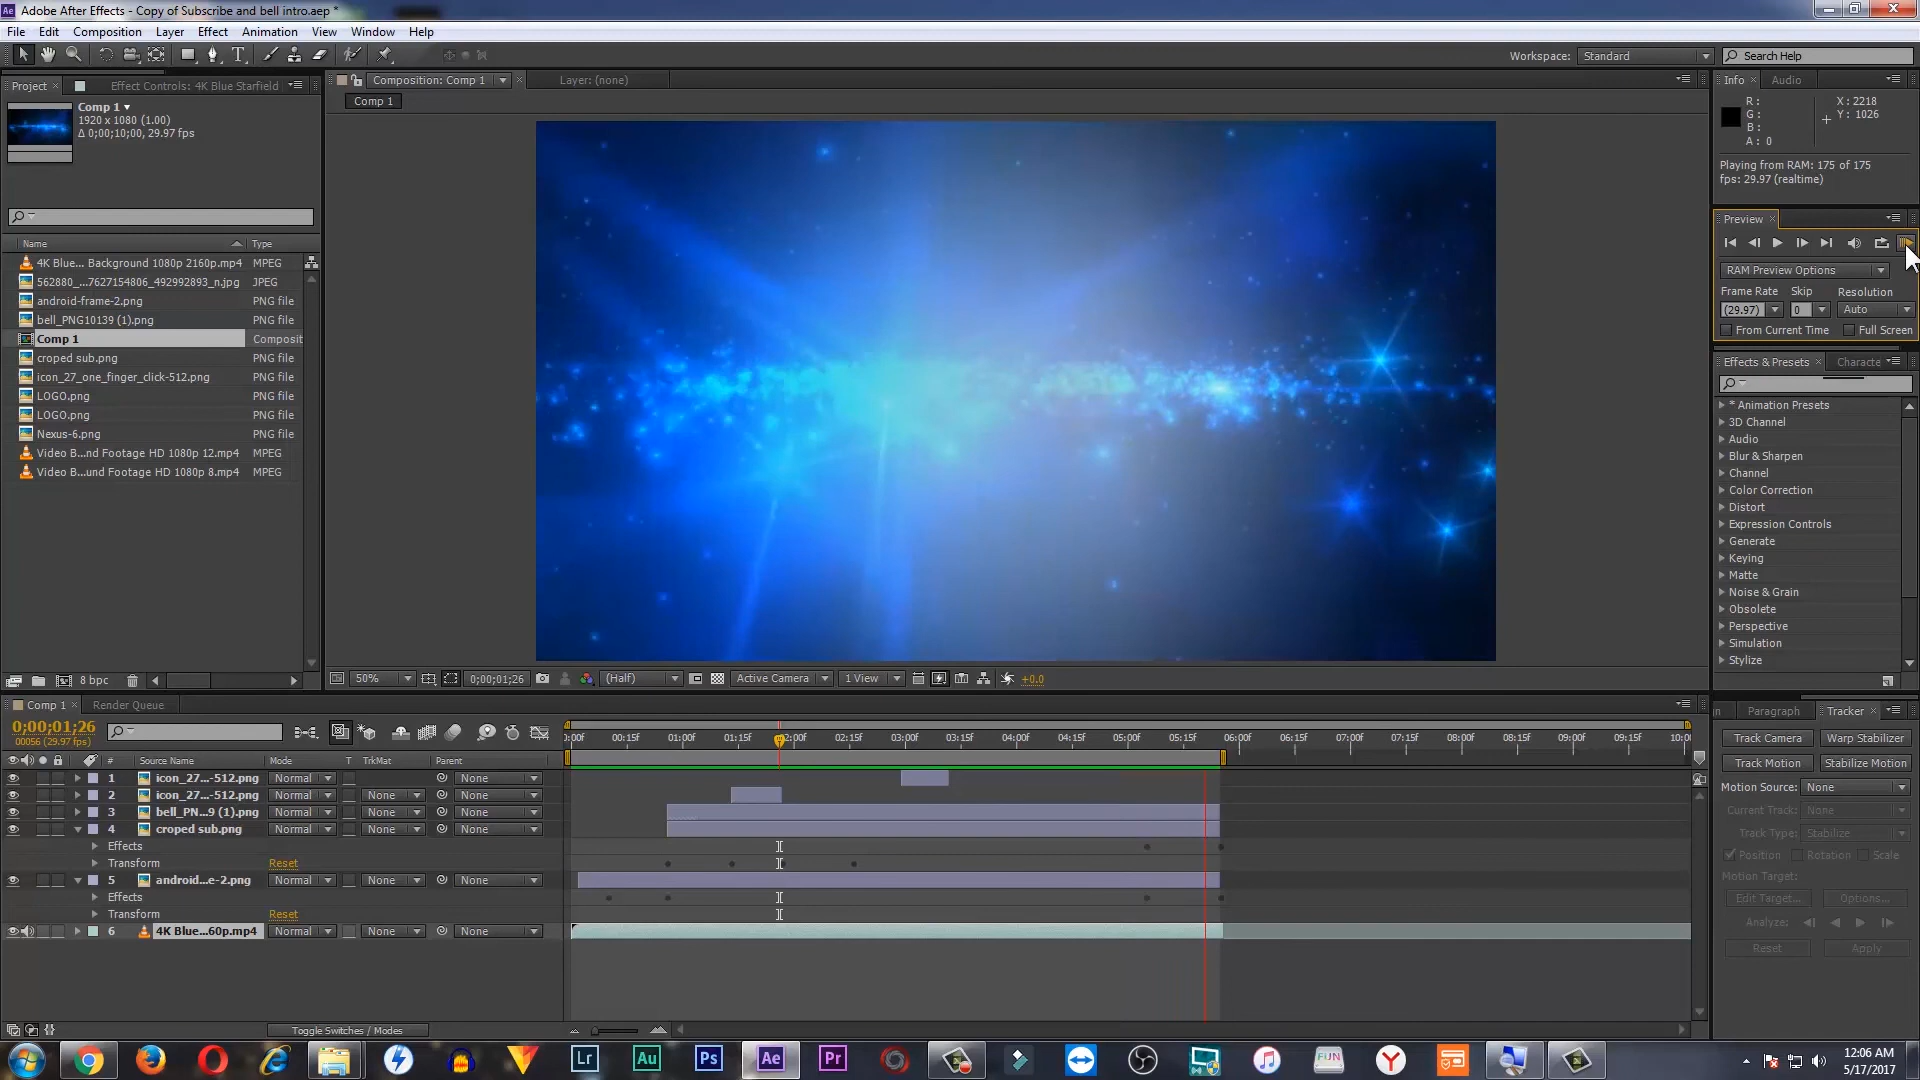 Adobe After Effects - Copy of Subscribe and bell intro.aep *
File Edit Composition Layer Effect Animation View Window Help
Workspace: Standard Search Help
Project Effect Controls: 4K Blue Starfield
Composition: Comp 1 Layer: (none)
Info Audio
Comp 1
1920 x 1080 (1.00)
Δ 0;00;10;00, 29.97 fps
Comp 1
R :
G :
B :
A : 0
X : 2218
Y : 1026
Playing from RAM: 175 of 175
fps: 29.97 (realtime)
Preview
RAM Preview Options
Frame Rate Skip Resolution
(29.97) 0 Auto
From Current Time Full Screen
Name Type
4K Blue... Background 1080p 2160p.mp4 MPEG
562880_...7627154806_492992893_n.jpg JPEG
android-frame-2.png PNG file
bell_PNG10139 (1).png PNG file
Comp 1 Composit
croped sub.png PNG file
icon_27_one_finger_click-512.png PNG file
LOGO.png PNG file
LOGO.png PNG file
Nexus-6.png PNG file
Video B...nd Footage HD 1080p 12.mp4 MPEG
Video B...und Footage HD 1080p 8.mp4 MPEG
Effects & Presets Characte
* Animation Presets
3D Channel
Audio
Blur & Sharpen
Channel
Color Correction
Distort
Expression Controls
Generate
Keying
Matte
Noise & Grain
Obsolete
Perspective
Simulation
Stylize
8 bpc
50% 0;00;01;26 (Half) Active Camera 1 View +0.0
Comp 1 Render Queue
0;00;01;26
00056 (29.97 fps)
:00f 00:15f 01:00f 01:15f 02:00f 02:15f 03:00f 03:15f 04:00f 04:15f 05:00f 05:15f 06:00f 06:15f 07:00f 07:15f 08:00f 08:15f 09:00f 09:15f 10:0
# Source Name Mode T TrkMat Parent
1 icon_27...-512.png Normal None
2 icon_27...-512.png Normal None None
3 bell_PN...9 (1).png Normal None None
4 croped sub.png Normal None None
Effects
Transform Reset
5 android...e-2.png Normal None None
Effects
Transform Reset
6 4K Blue...60p.mp4 Normal None None
Toggle Switches / Modes
Paragraph Tracker
Track Camera Warp Stabilizer
Track Motion Stabilize Motion
Motion Source: None
Current Track: None
Track Type: Stabilize
Position Rotation Scale
Motion Target:
Edit Target... Options...
Analyze:
Reset Apply
Lr Au Ps Ae Pr FUN Y
12:06 AM
5/17/2017